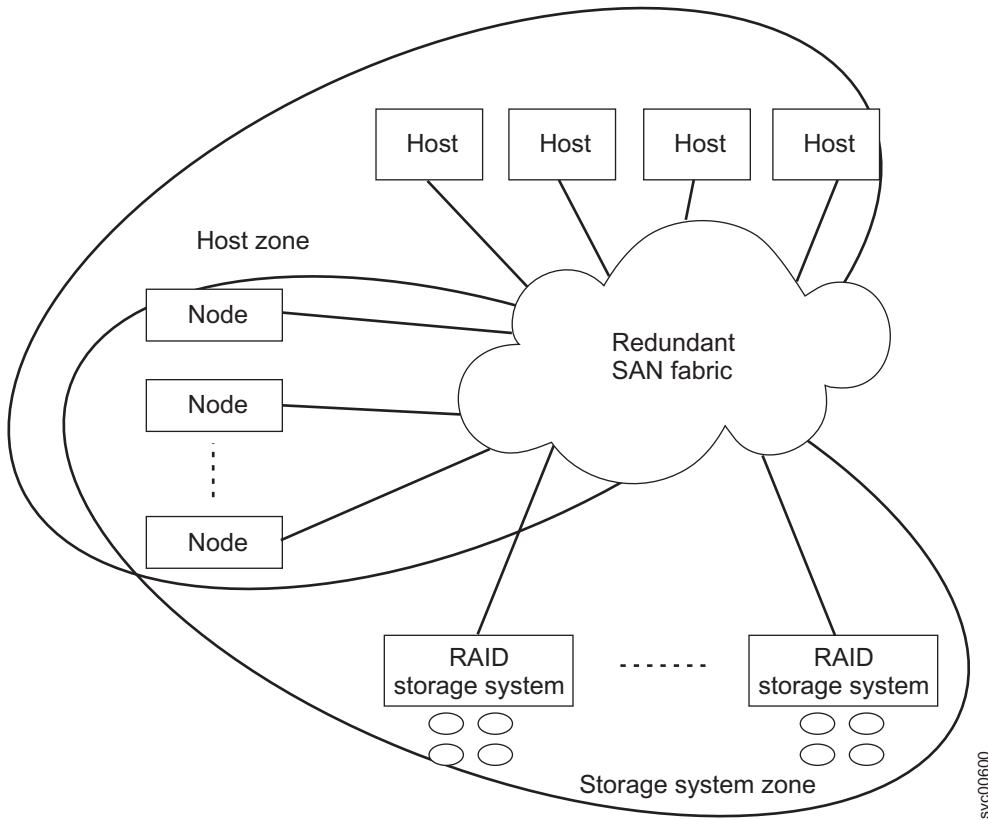 Host
Host
Host
Host
Host zone
Node
Redundant
SAN fabric
Node
Node
RAID
storage system
RAID
storage system
Storage system zone
svc00600